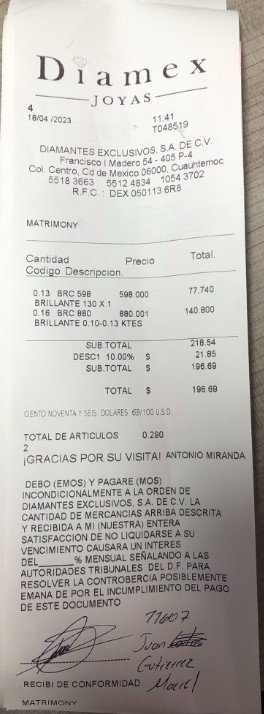 Diamex
JOYAS
4
18/04 /2023 11:41
T048519
DIAMANTES EXCLUSIVOS, S.A. DE C.V.
Francisco I Madero 54 - 405 P-4
Col. Centro, Cd de Mexico 06000, Cuauhtemoc
5518 3663 5512 4834 1054 3702
R.F.C. : DEX 050113 6R8
MATRIMONY
Cantidad Precio Total.
Codigo Descripcion.
0.13 BRC 598 598.000 77.740
BRILLANTE 130 X 1
0.16 BRC 880 880.001 140.800
BRILLANTE 0.10-0.13 KTES
SUB.TOTAL 218.54
DESC1 10.00% $ 21.85
SUB.TOTAL $ 196.69
TOTAL $ 196.69
CIENTO NOVENTA Y SEIS DOLARES 69/100 U.S.D.
TOTAL DE ARTICULOS 0.290
2
¡GRACIAS POR SU VISITA! ANTONIO MIRANDA
DEBO (EMOS) Y PAGARE (MOS)
INCONDICIONALMENTE A LA ORDEN DE
DIAMANTES EXCLUSIVOS, S.A. DE C.V. LA
CANTIDAD DE MERCANCIAS ARRIBA DESCRITA
Y RECIBIDA A MI (NUESTRA) ENTERA
SATISFACCION DE NO LIQUIDARSE A SU
VENCIMIENTO CAUSARA UN INTERES
DEL______% MENSUAL SEÑALANDO A LAS
AUTORIDADES TRIBUNALES DEL D.F. PARA
RESOLVER LA CONTROBERCIA POSIBLEMENTE
EMANA DE POR EL INCUMPLIMIENTO DEL PAGO
DE ESTE DOCUMENTO
11607
Juan
Gutierrez
RECIBI DE CONFORMIDAD
MATRIMONY